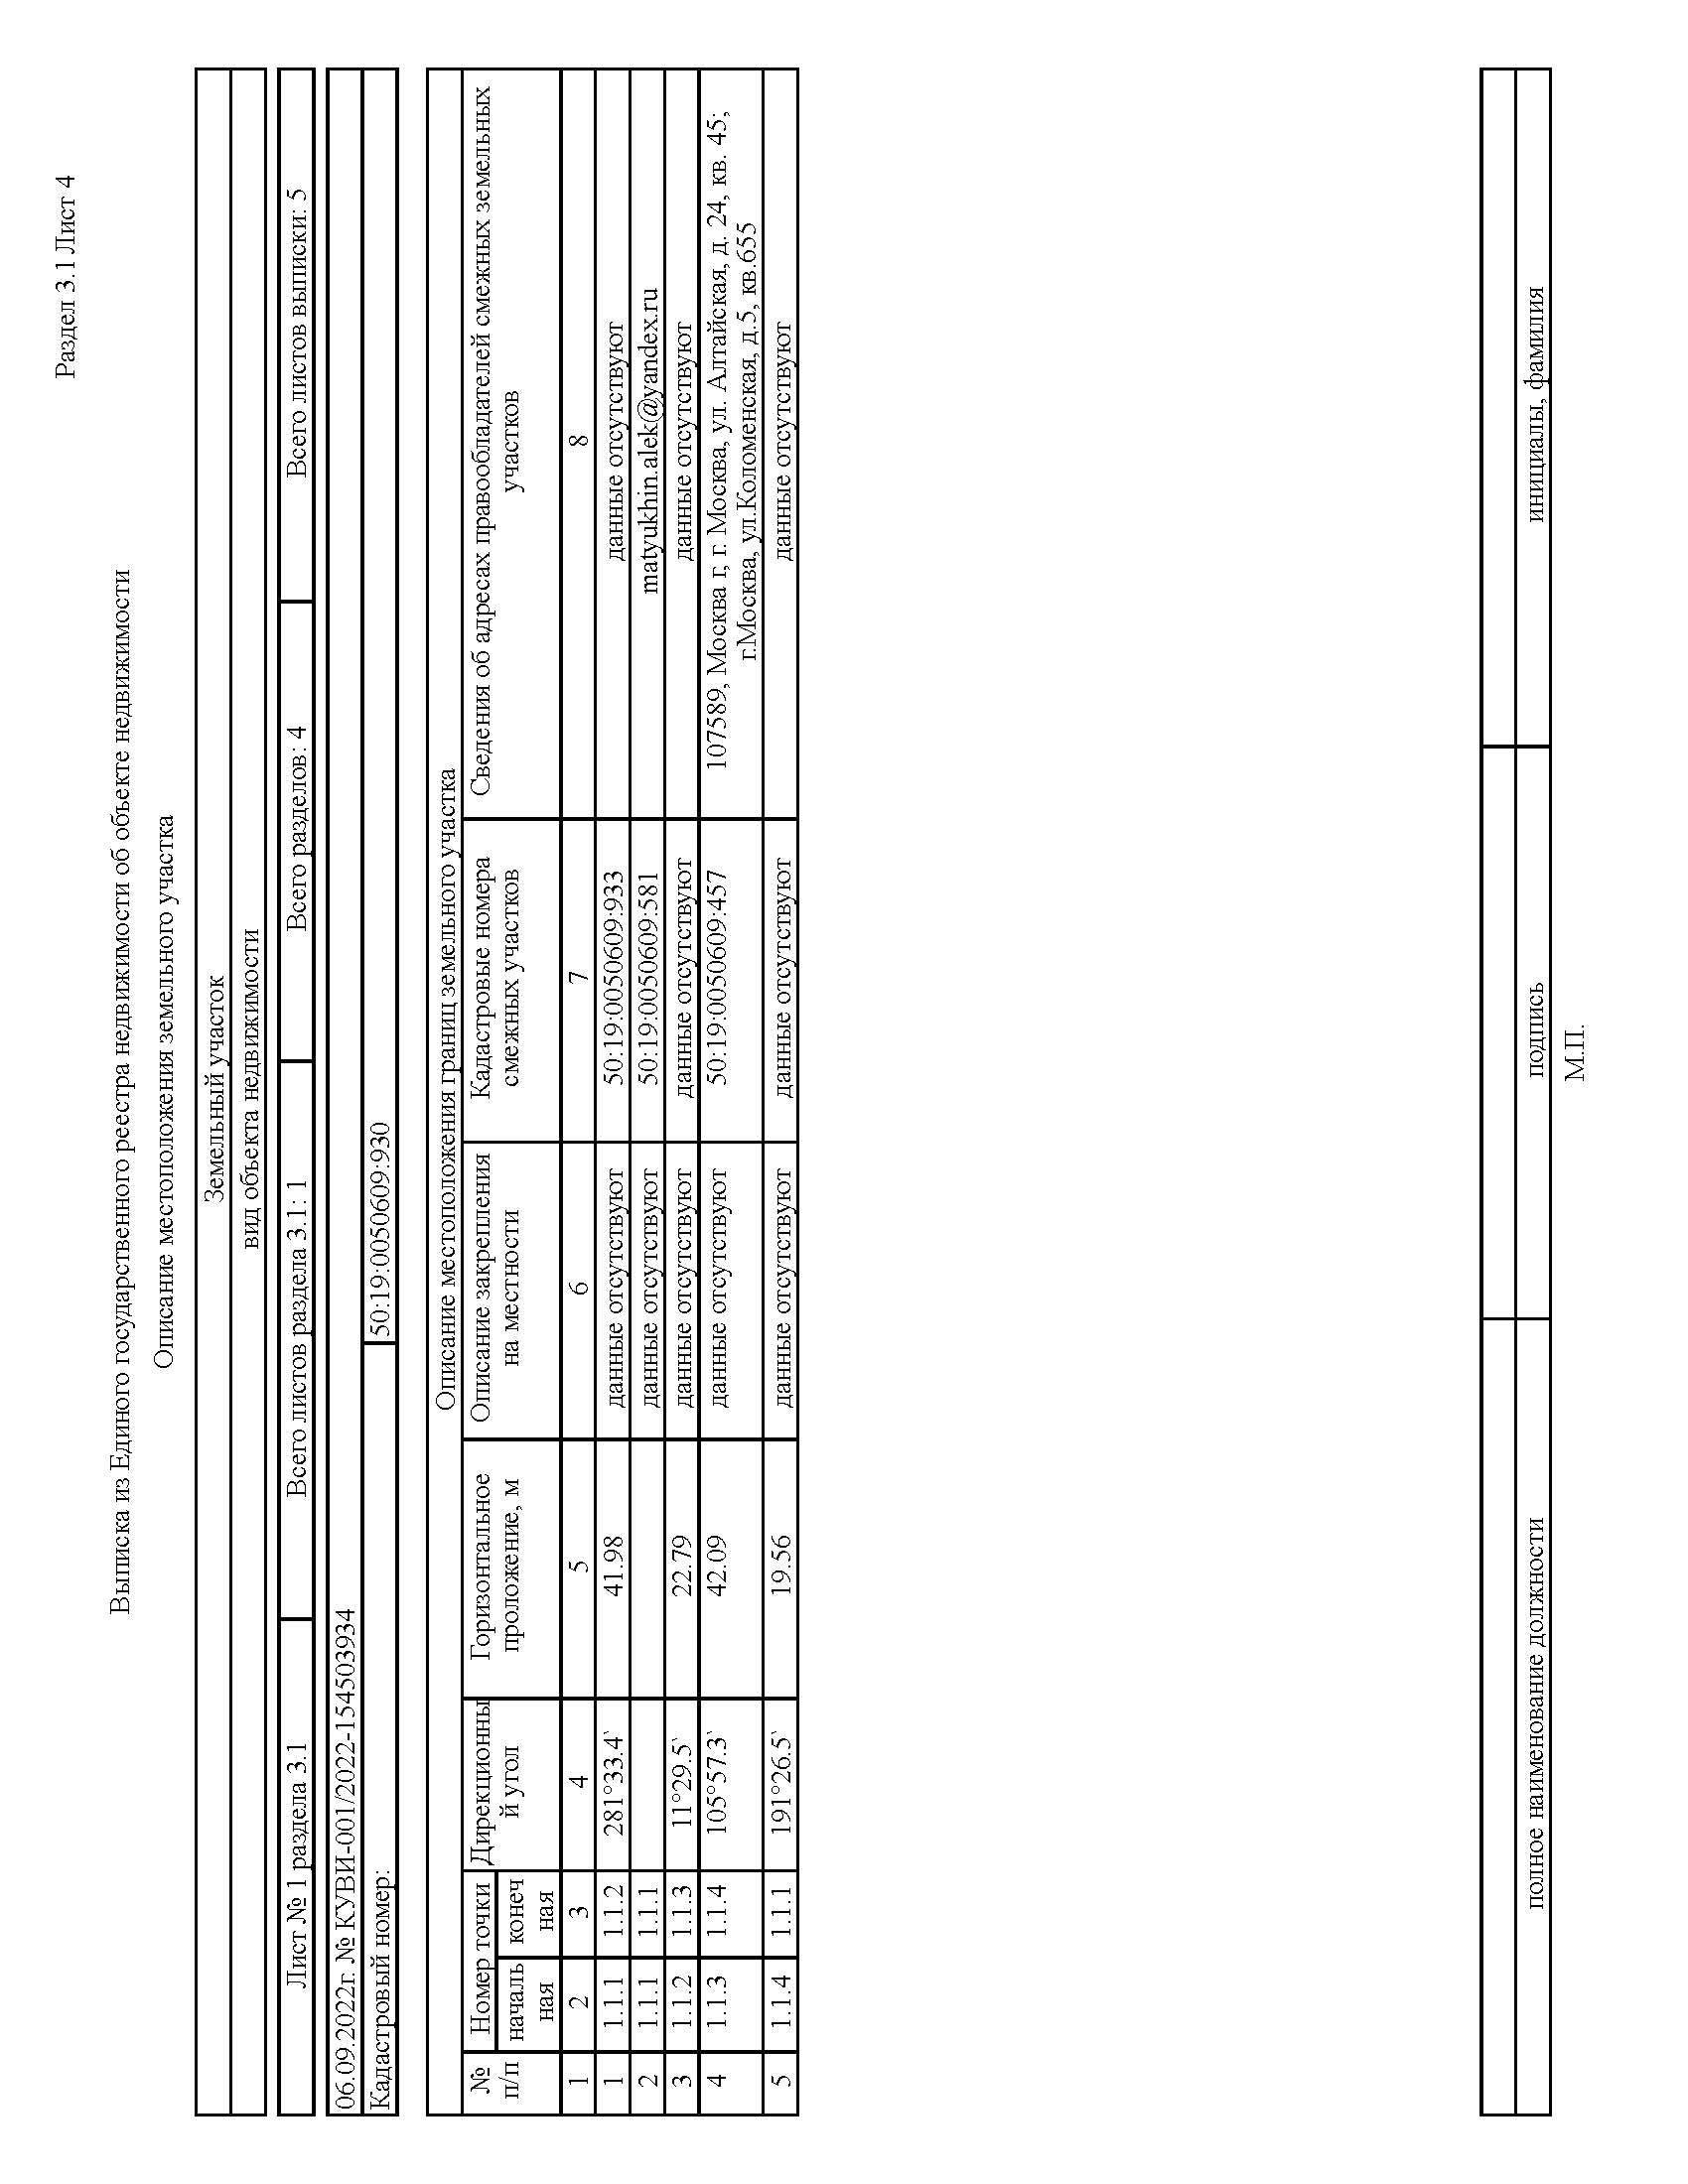 Раздел 3.1 Лист 4
Выписка из Единого государственного реестра недвижимости об объекте недвижимости
Описание местоположения земельного участка
Земельный участок
вид объекта недвижимости
Лист № 1 раздела 3.1 Всего листов раздела 3.1: 1 Всего разделов: 4 Всего листов выписки: 5
06.09.2022г. № КУВИ-001/2022-154503934
Кадастровый номер: 50:19:0050609:930
Описание местоположения границ земельного участка
№ п/п Номер точки Дирекционны й угол Горизонтальное проложение, м Описание закрепления на местности Кадастровые номера смежных участков Сведения об адресах правообладателей смежных земельных участков
началь ная конеч ная
1 2 3 4 5 6 7 8
1 1.1.1 1.1.2 281°33.4` 41.98 данные отсутствуют 50:19:0050609:933 данные отсутствуют
2 1.1.1 1.1.1 данные отсутствуют 50:19:0050609:581 matyukhin.alek@yandex.ru
3 1.1.2 1.1.3 11°29.5` 22.79 данные отсутствуют данные отсутствуют данные отсутствуют
4 1.1.3 1.1.4 105°57.3` 42.09 данные отсутствуют 50:19:0050609:457 107589, Москва г, г. Москва, ул. Алтайская, д. 24, кв. 45;
г.Москва, ул.Коломенская, д.5, кв.655
5 1.1.4 1.1.1 191°26.5` 19.56 данные отсутствуют данные отсутствуют данные отсутствуют
полное наименование должности подпись инициалы, фамилия
М.П.